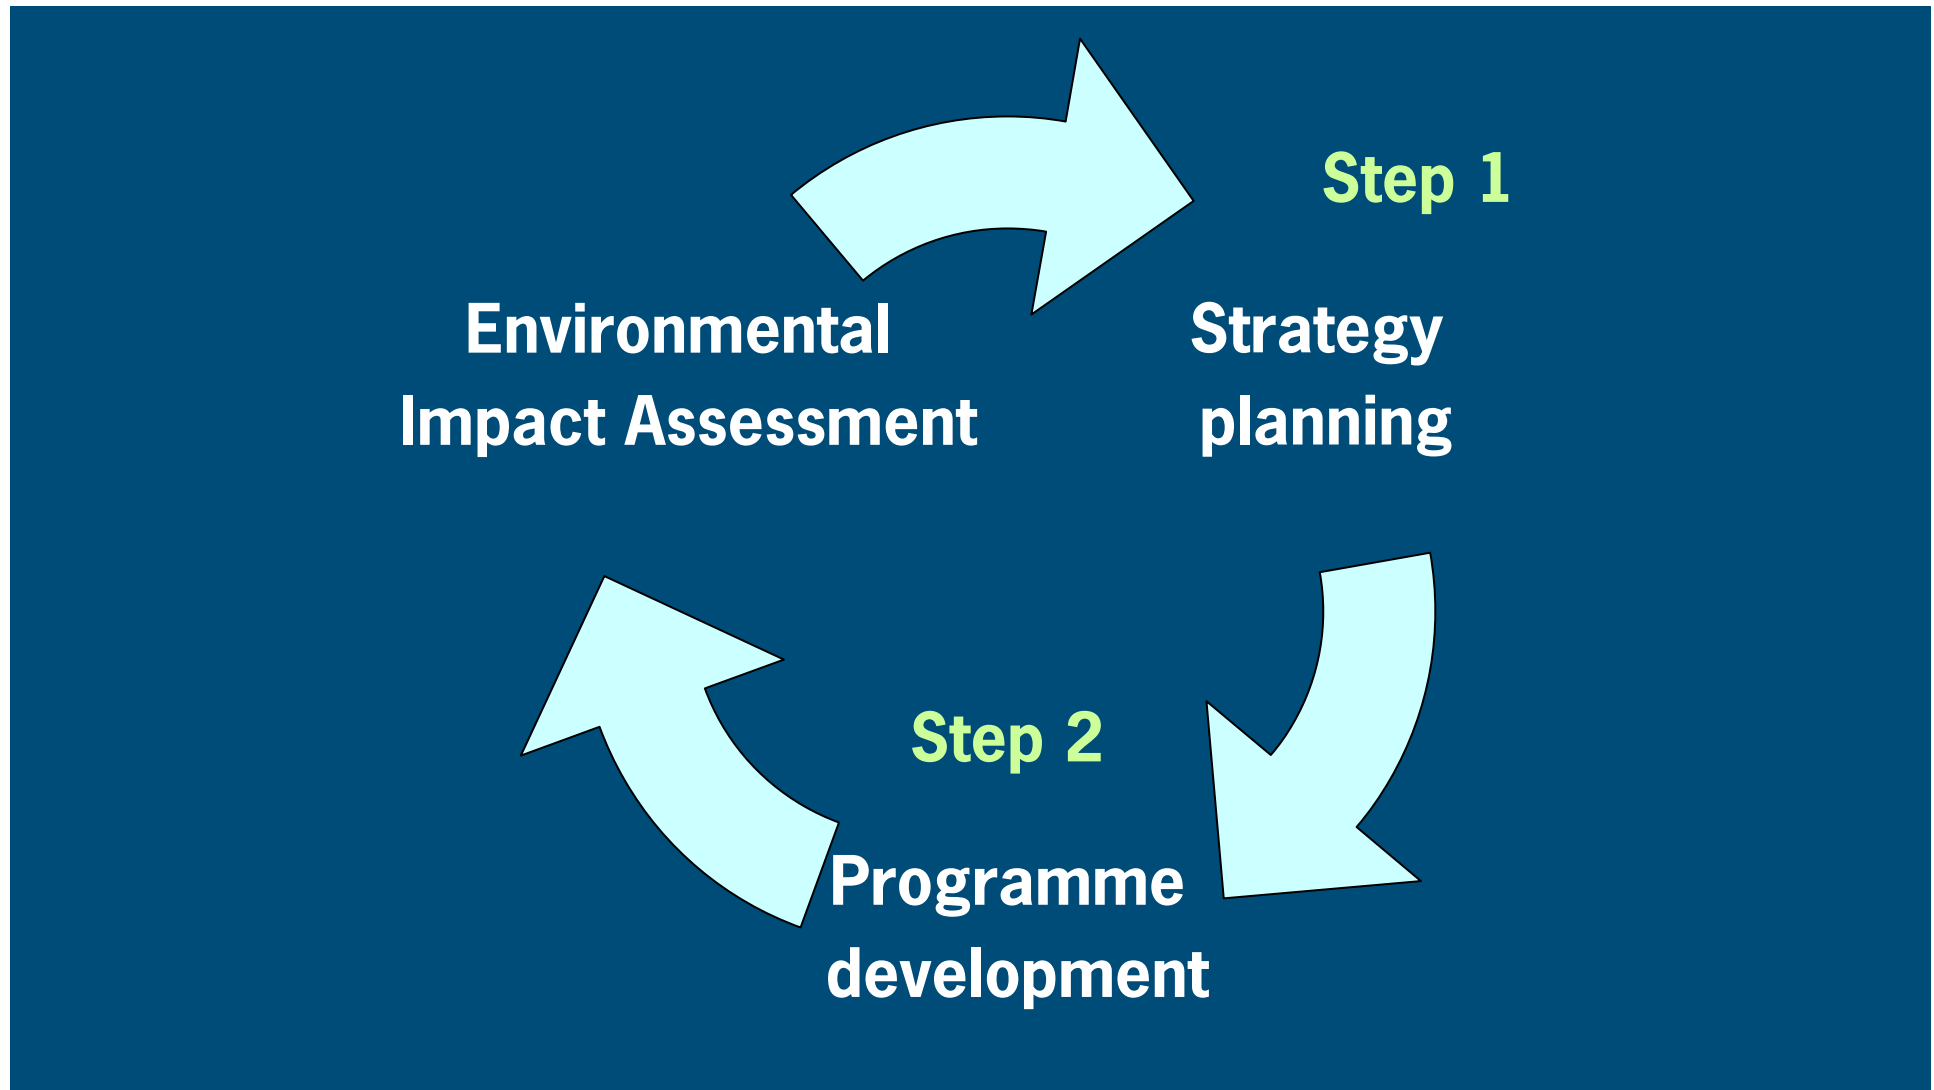 Step 1
Environmental
Impact Assessment
Strategy
planning
Step 2
Programme
development